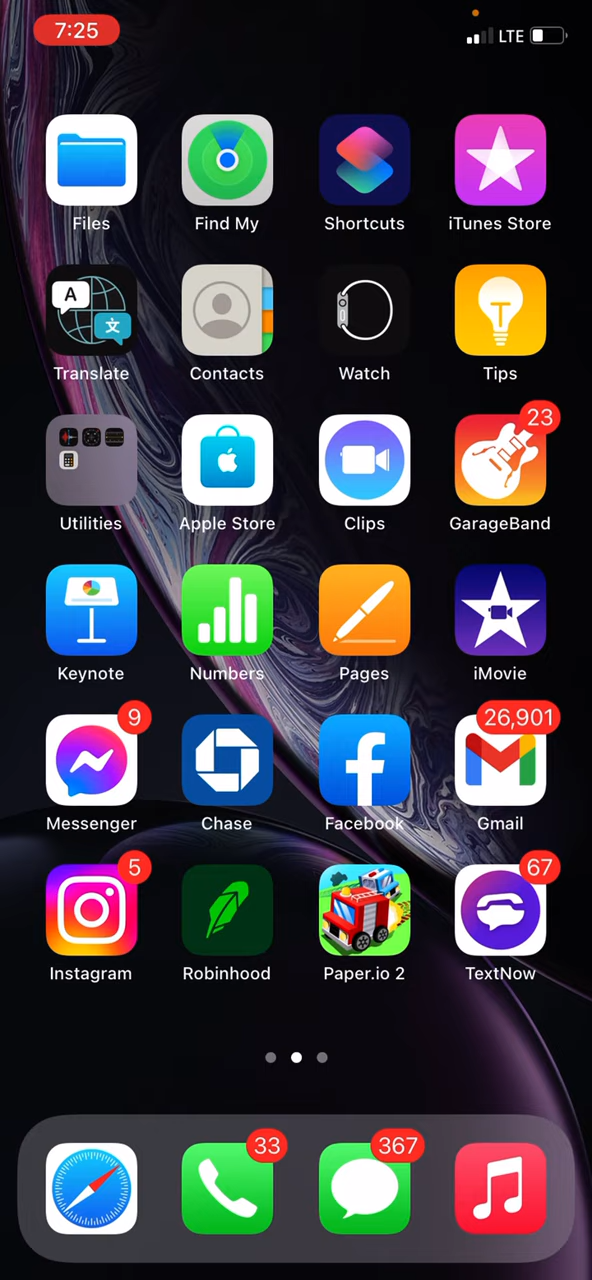 7:25
LTE
Files
Find My
Shortcuts
iTunes Store
A
文
Translate
Contacts
Watch
Tips
23
Utilities
Apple Store
Clips
GarageBand
Keynote
Numbers
Pages
iMovie
9
26,901
Messenger
Chase
Facebook
Gmail
5
67
Instagram
Robinhood
Paper.io 2
TextNow
33
367